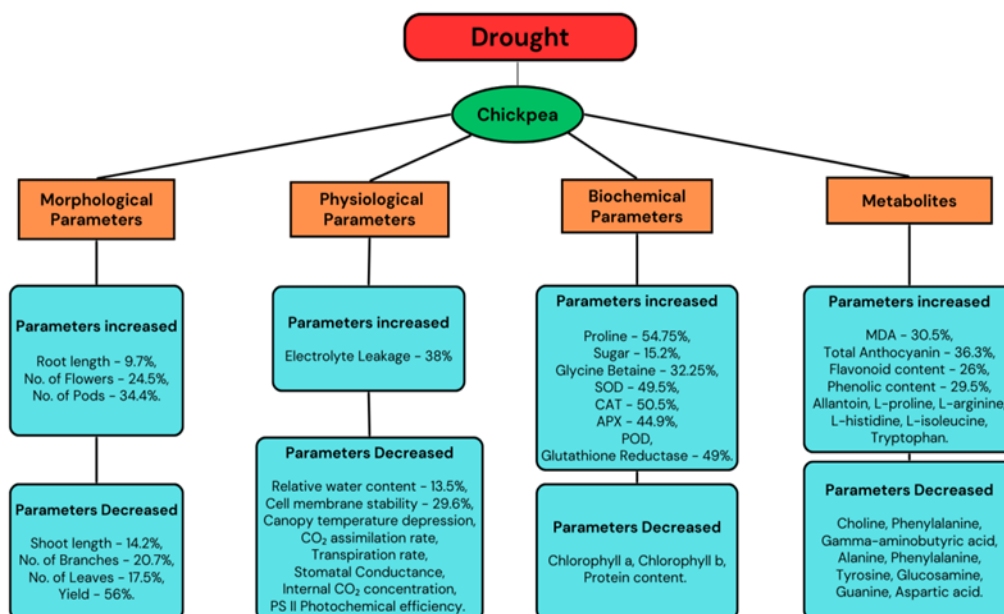 Drought
Chickpea
Morphological
Parameters
Parameters increased
Root length - 9.7%,
No. of Flowers - 24.5%,
No. of Pods - 34.4%.
Parameters Decreased
Shoot length - 14.2%,
No. of Branches - 20.7%,
No. of Leaves - 17.5%,
Yield - 56%.
Physiological
Parameters
Parameters increased
Electrolyte Leakage - 38%
Parameters Decreased
Relative water content - 13.5%,
Cell membrane stability - 29.6%,
Canopy temperature depression,
CO₂ assimilation rate,
Transpiration rate,
Stomatal Conductance,
Internal CO₂ concentration,
PS II Photochemical efficiency.
Biochemical
Parameters
Parameters increased
Proline - 54.75%,
Sugar - 15.2%,
Glycine Betaine - 32.25%,
SOD - 49.5%,
CAT - 50.5%,
APX - 44.9%,
POD,
Glutathione Reductase - 49%.
Parameters Decreased
Chlorophyll a, Chlorophyll b,
Protein content.
Metabolites
Parameters increased
MDA - 30.5%,
Total Anthocyanin - 36.3%,
Flavonoid content - 26%,
Phenolic content - 29.5%,
Allantoin, L-proline, L-arginine,
L-histidine, L-isoleucine,
Tryptophan.
Parameters Decreased
Choline, Phenylalanine,
Gamma-aminobutyric acid,
Alanine, Phenylalanine,
Tyrosine, Glucosamine,
Guanine, Aspartic acid.